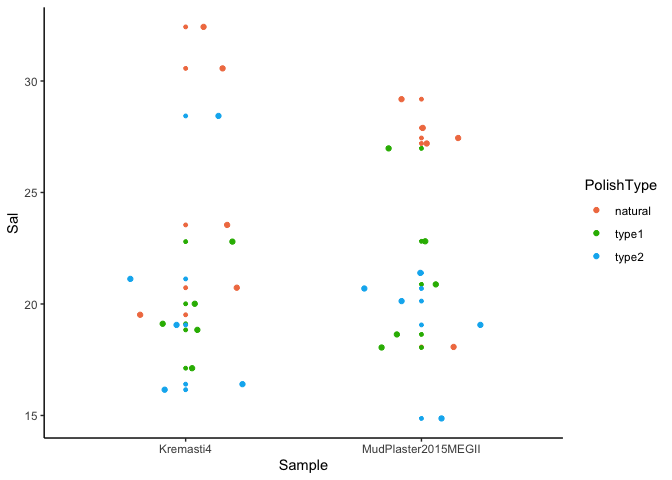 30
25
20
15
Sal
Kremasti4
MudPlaster2015MEGII
Sample
PolishType
natural
type1
type2